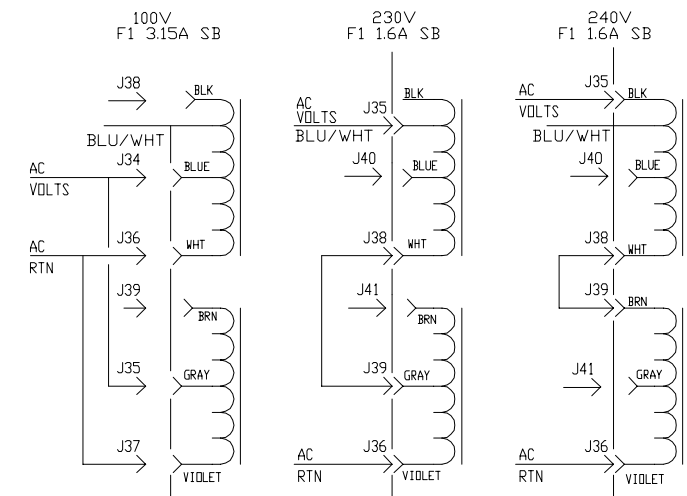 100V
F1 3.15A SB
J38
BLK
BLU/WHT
AC
VOLTS
J34
BLUE
AC
RTN
J36
WHT
J39
BRN
J35
GRAY
J37
VIOLET
230V
F1 1.6A SB
AC
VOLTS
J35
BLK
BLU/WHT
J40
BLUE
J38
WHT
J41
BRN
J39
GRAY
AC
RTN
J36
VIOLET
240V
F1 1.6A SB
AC
VOLTS
J35
BLK
BLU/WHT
J40
BLUE
J38
WHT
J39
BRN
J41
GRAY
AC
RTN
J36
VIOLET